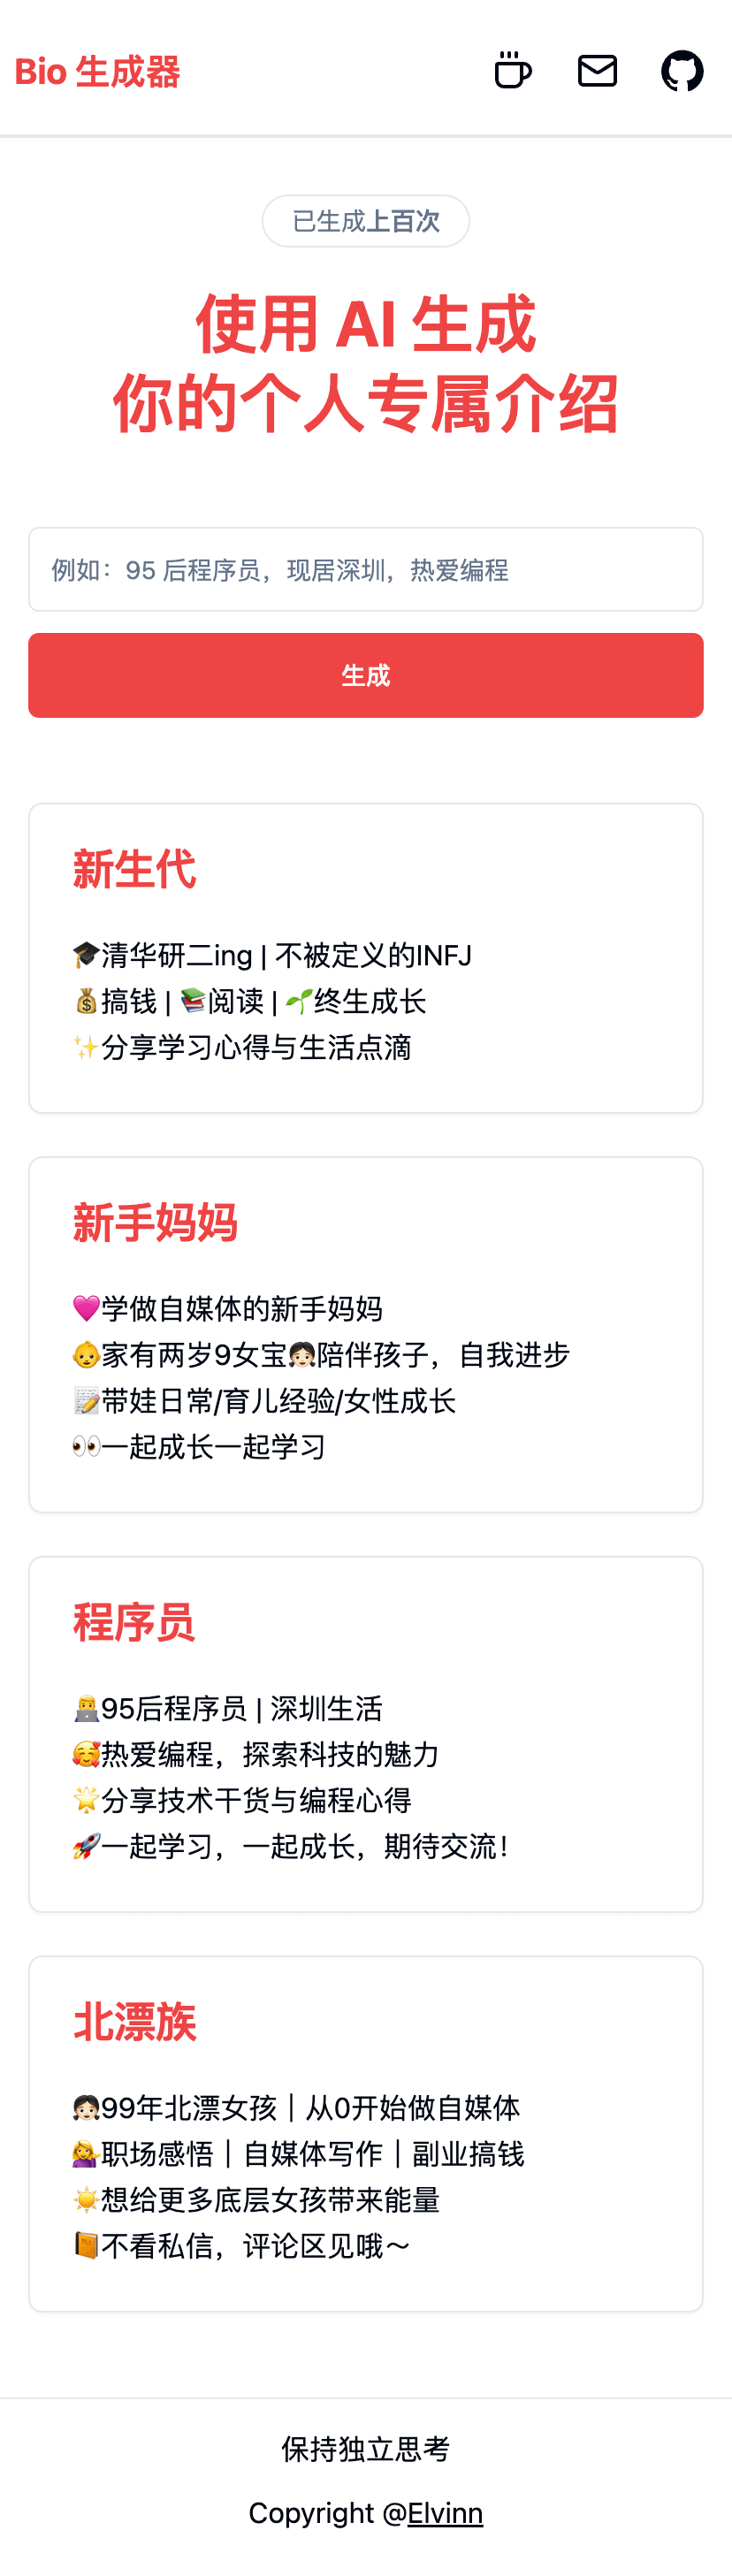 Bio 生成器
已生成上百次
使用 AI 生成
你的个人专属介绍
例如：95 后程序员，现居深圳，热爱编程
生成
新生代
🎓清华研二ing | 不被定义的INFJ
💰搞钱 | 📚阅读 | 🌱终生成长
✨分享学习心得与生活点滴
新手妈妈
💗学做自媒体的新手妈妈
👶家有两岁9女宝👧🏻陪伴孩子，自我进步
📝带娃日常/育儿经验/女性成长
👀一起成长一起学习
程序员
👨‍💻95后程序员 | 深圳生活
🥰热爱编程，探索科技的魅力
🌟分享技术干货与编程心得
🚀一起学习，一起成长，期待交流！
北漂族
👧🏻99年北漂女孩｜从0开始做自媒体
💁‍♀️职场感悟｜自媒体写作｜副业搞钱
☀️想给更多底层女孩带来能量
📔不看私信，评论区见哦～
保持独立思考
Copyright @Elvinn